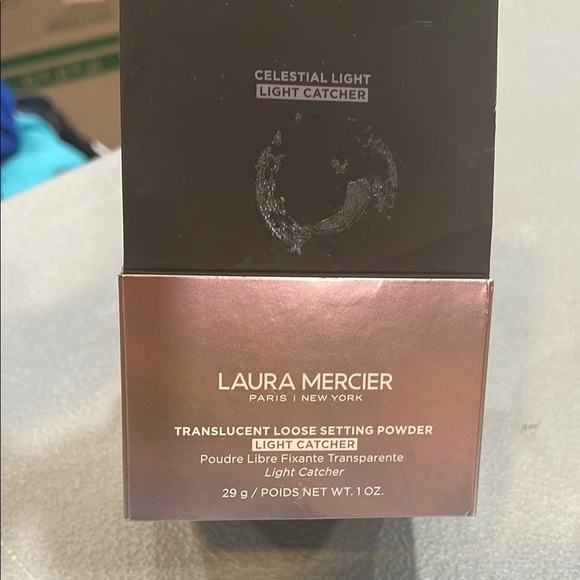 CELESTIAL LIGHT
LIGHT CATCHER
LAURA MERCIER
PARIS | NEW YORK
TRANSLUCENT LOOSE SETTING POWDER
LIGHT CATCHER
Poudre Libre Fixante Transparente
Light Catcher
29 g / POIDS NET WT. 1 OZ.